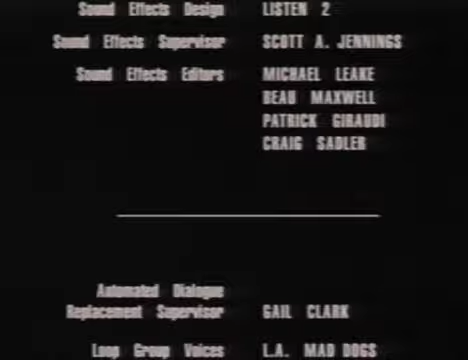 Sound Effects Design LISTEN 2
Sound Effects Supervisor SCOTT A. JENNINGS
Sound Effects Editors MICHAEL LEAKE
BEAU MAXWELL
PATRICK GIRAUDI
CRAIG SADLER
Automated Dialogue
Replacement Supervisor GAIL CLARK
Loop Group Voices L.A. MAD DOGS